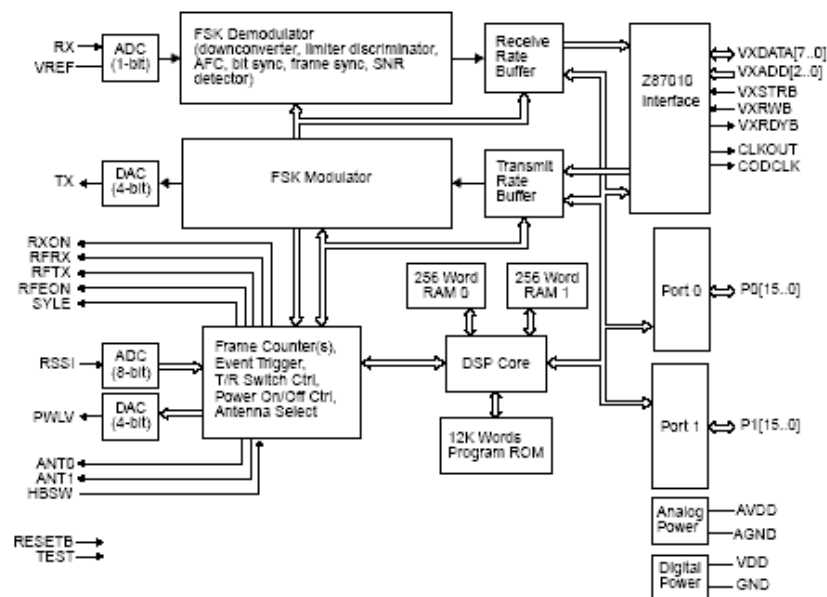 RX
VREF
ADC
(1-bit)
FSK Demodulator
(downconverter, limiter discriminator,
AFC, bit sync, frame sync, SNR
detector)
Receive
Rate
Buffer
Z87010
Interface
VXDATA[7..0]
VXADD[2..0]
VXSTRB
VXRWB
VXRDYB
CLKOUT
CODCLK
TX
DAC
(4-bit)
FSK Modulator
Transmit
Rate
Buffer
RXON
RFRX
RFTX
RFEON
SYLE
256 Word
RAM 0
256 Word
RAM 1
Port 0
P0[15..0]
RSSI
ADC
(8-bit)
Frame Counter(s),
Event Trigger,
T/R Switch Ctrl,
Power On/Off Ctrl,
Antenna Select
DSP Core
PWLV
DAC
(4-bit)
12K Words
Program ROM
Port 1
P1[15..0]
ANT0
ANT1
HBSW
Analog
Power
AVDD
AGND
RESETB
TEST
Digital
Power
VDD
GND